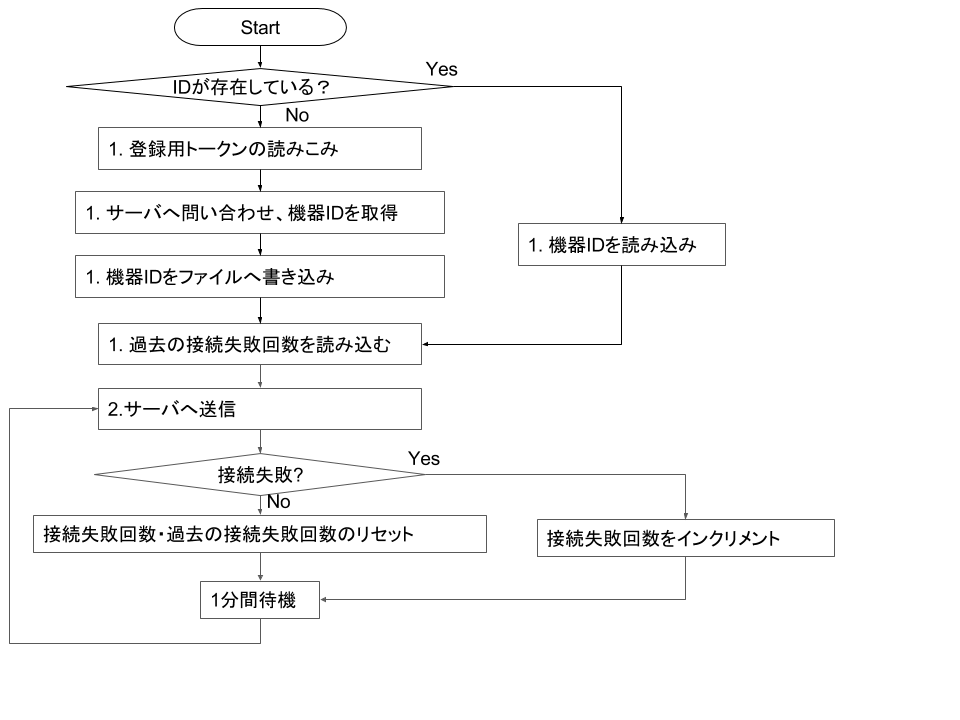 Start
IDが存在している？
Yes
No
1. 登録用トークンの読みこみ
1. サーバへ問い合わせ、機器IDを取得
1. 機器IDを読み込み
1. 機器IDをファイルへ書き込み
1. 過去の接続失敗回数を読み込む
2.サーバへ送信
接続失敗?
Yes
No
接続失敗回数・過去の接続失敗回数のリセット
接続失敗回数をインクリメント
1分間待機